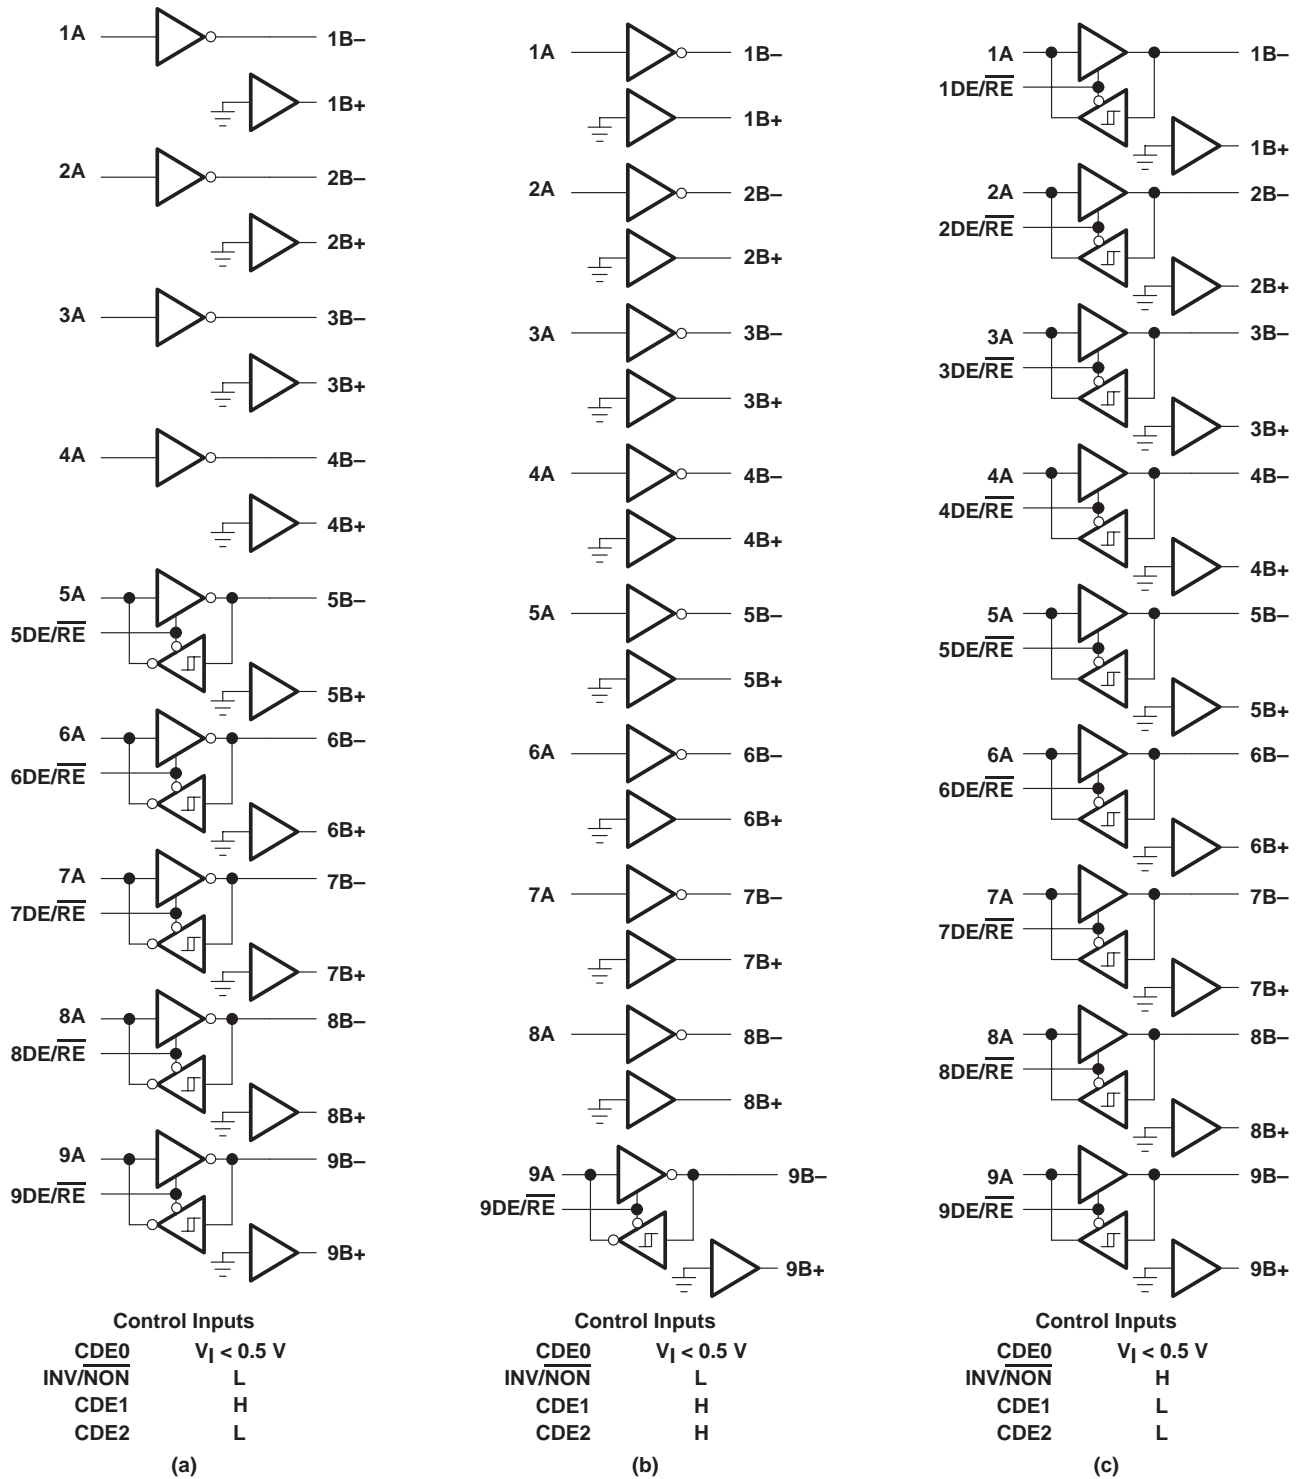 1A
1B–
1B+
2A
2B–
2B+
3A
3B–
3B+
4A
4B–
4B+
5A
5B–
5DE/RE
5B+
6A
6B–
6DE/RE
6B+
7A
7B–
7DE/RE
7B+
8A
8B–
8DE/RE
8B+
9A
9B–
9DE/RE
9B+
Control Inputs
CDE0 VI < 0.5 V
INV/NON L
CDE1 H
CDE2 L
(a)
1A
1B–
1B+
2A
2B–
2B+
3A
3B–
3B+
4A
4B–
4B+
5A
5B–
5B+
6A
6B–
6B+
7A
7B–
7B+
8A
8B–
8B+
9A
9B–
9DE/RE
9B+
Control Inputs
CDE0 VI < 0.5 V
INV/NON L
CDE1 H
CDE2 H
(b)
1A
1B–
1DE/RE
1B+
2A
2B–
2DE/RE
2B+
3A
3B–
3DE/RE
3B+
4A
4B–
4DE/RE
4B+
5A
5B–
5DE/RE
5B+
6A
6B–
6DE/RE
6B+
7A
7B–
7DE/RE
7B+
8A
8B–
8DE/RE
8B+
9A
9B–
9DE/RE
9B+
Control Inputs
CDE0 VI < 0.5 V
INV/NON H
CDE1 L
CDE2 L
(c)